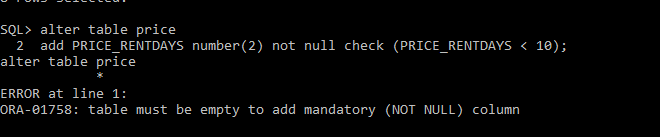 SQL> alter table price
2 add PRICE_RENTDAYS number(2) not null check (PRICE_RENTDAYS < 10);
alter table price
*
ERROR at line 1:
ORA-01758: table must be empty to add mandatory (NOT NULL) column